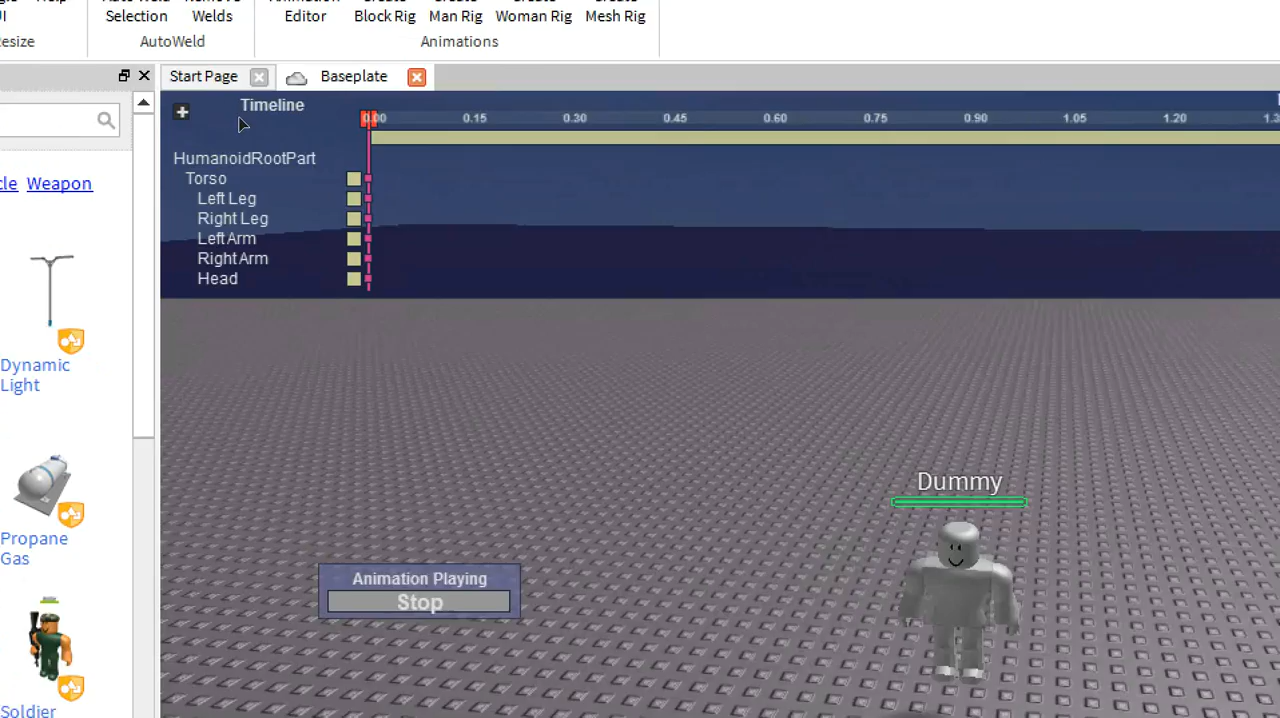 Selection
Welds
Editor
Block Rig
Man Rig
Woman Rig
Mesh Rig
AutoWeld
Animations
Start Page
Baseplate
Timeline
0.00 0.15 0.30 0.45 0.60 0.75 0.90 1.05 1.20 1.3
HumanoidRootPart
Torso
Left Leg
Right Leg
Left Arm
Right Arm
Head
cle Weapon
Dynamic
Light
Propane
Gas
Soldier
Dummy
Animation Playing
Stop